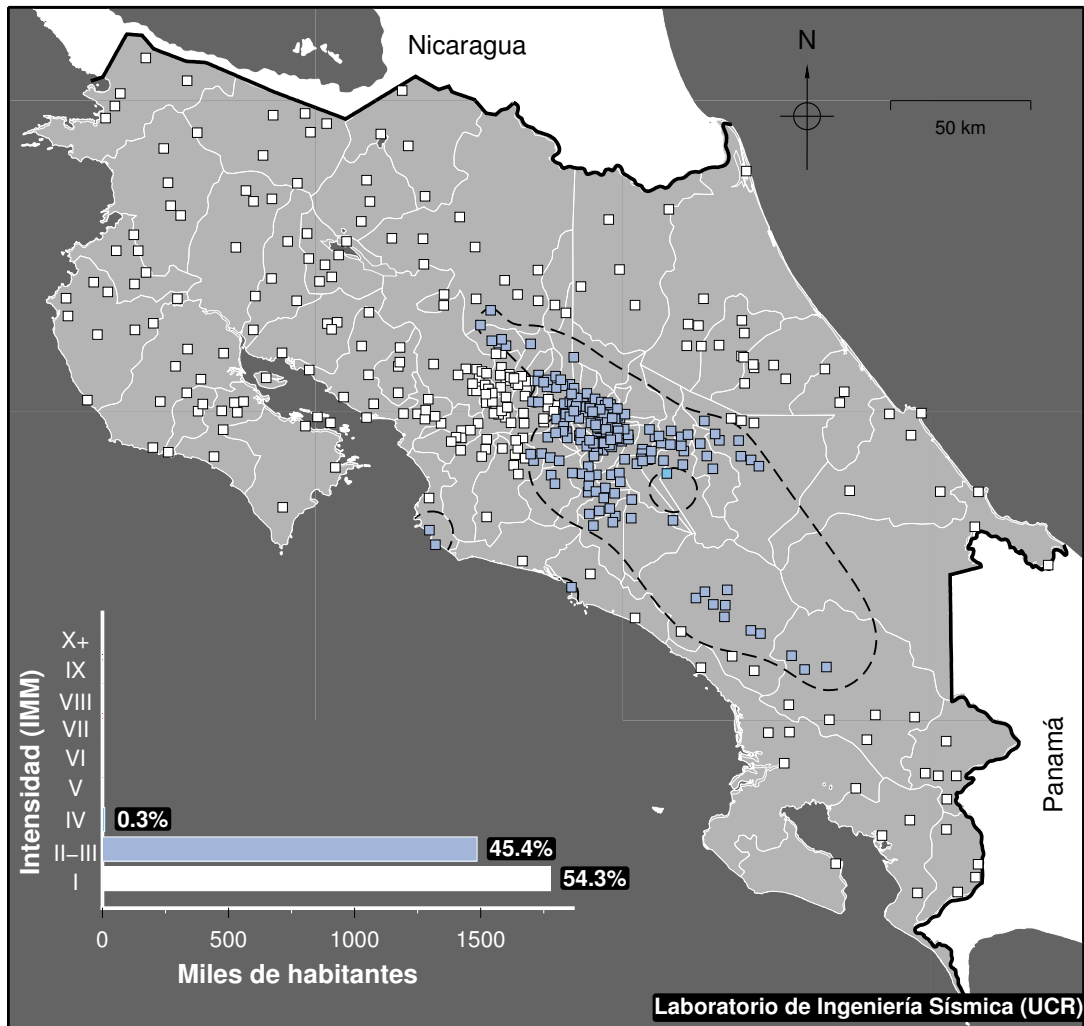 Nicaragua
N
50 km
Panamá
Intensidad (IMM)
X+
IX
VIII
VII
VI
V
IV
II–III
I
0.3%
45.4%
54.3%
0
500
1000
1500
Miles de habitantes
Laboratorio de Ingeniería Sísmica (UCR)